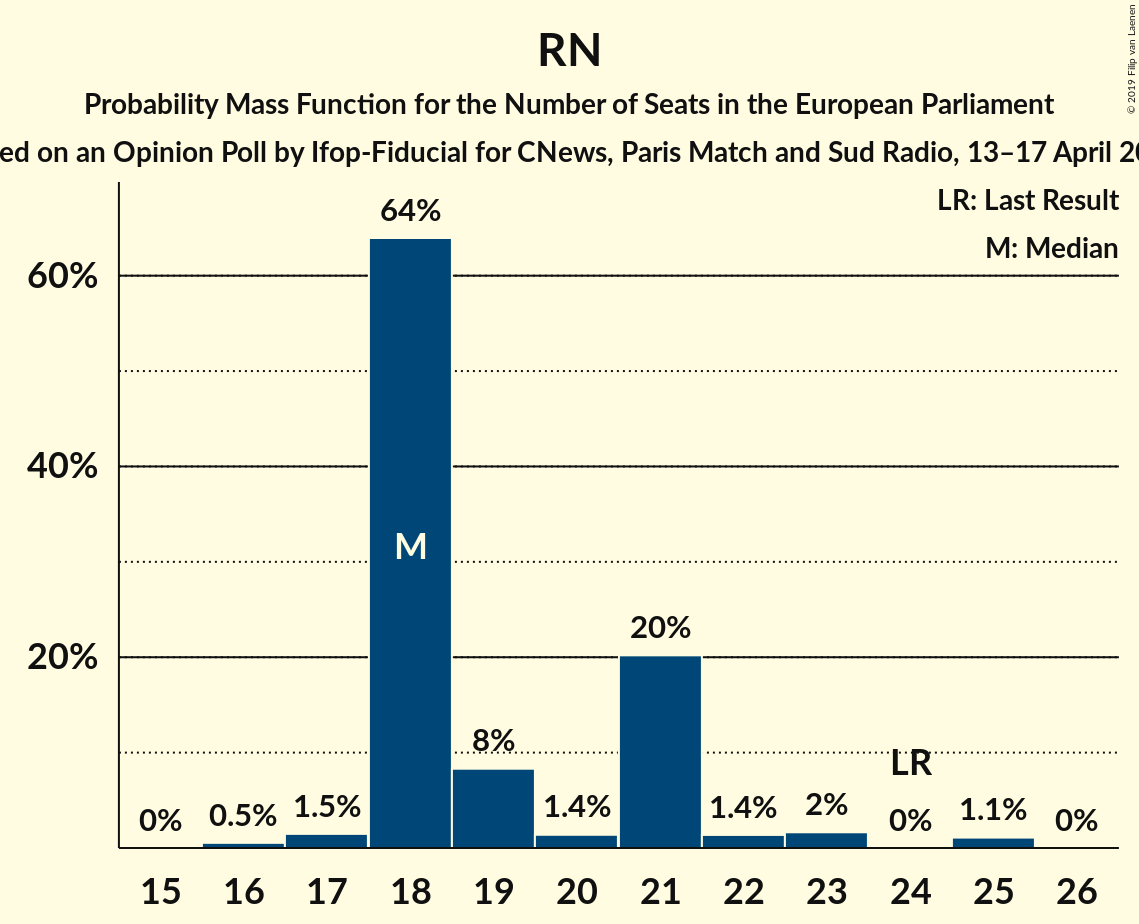 RN
Probability Mass Function for the Number of Seats in the European Parliament
ed on an Opinion Poll by Ifop-Fiducial for CNews, Paris Match and Sud Radio, 13–17 April 20
© 2019 Filip van Laenen
LR: Last Result
M: Median
60%
40%
20%
0%
0.5%
1.5%
64%
M
8%
1.4%
20%
1.4%
2%
LR
0%
1.1%
0%
15 16 17 18 19 20 21 22 23 24 25 26